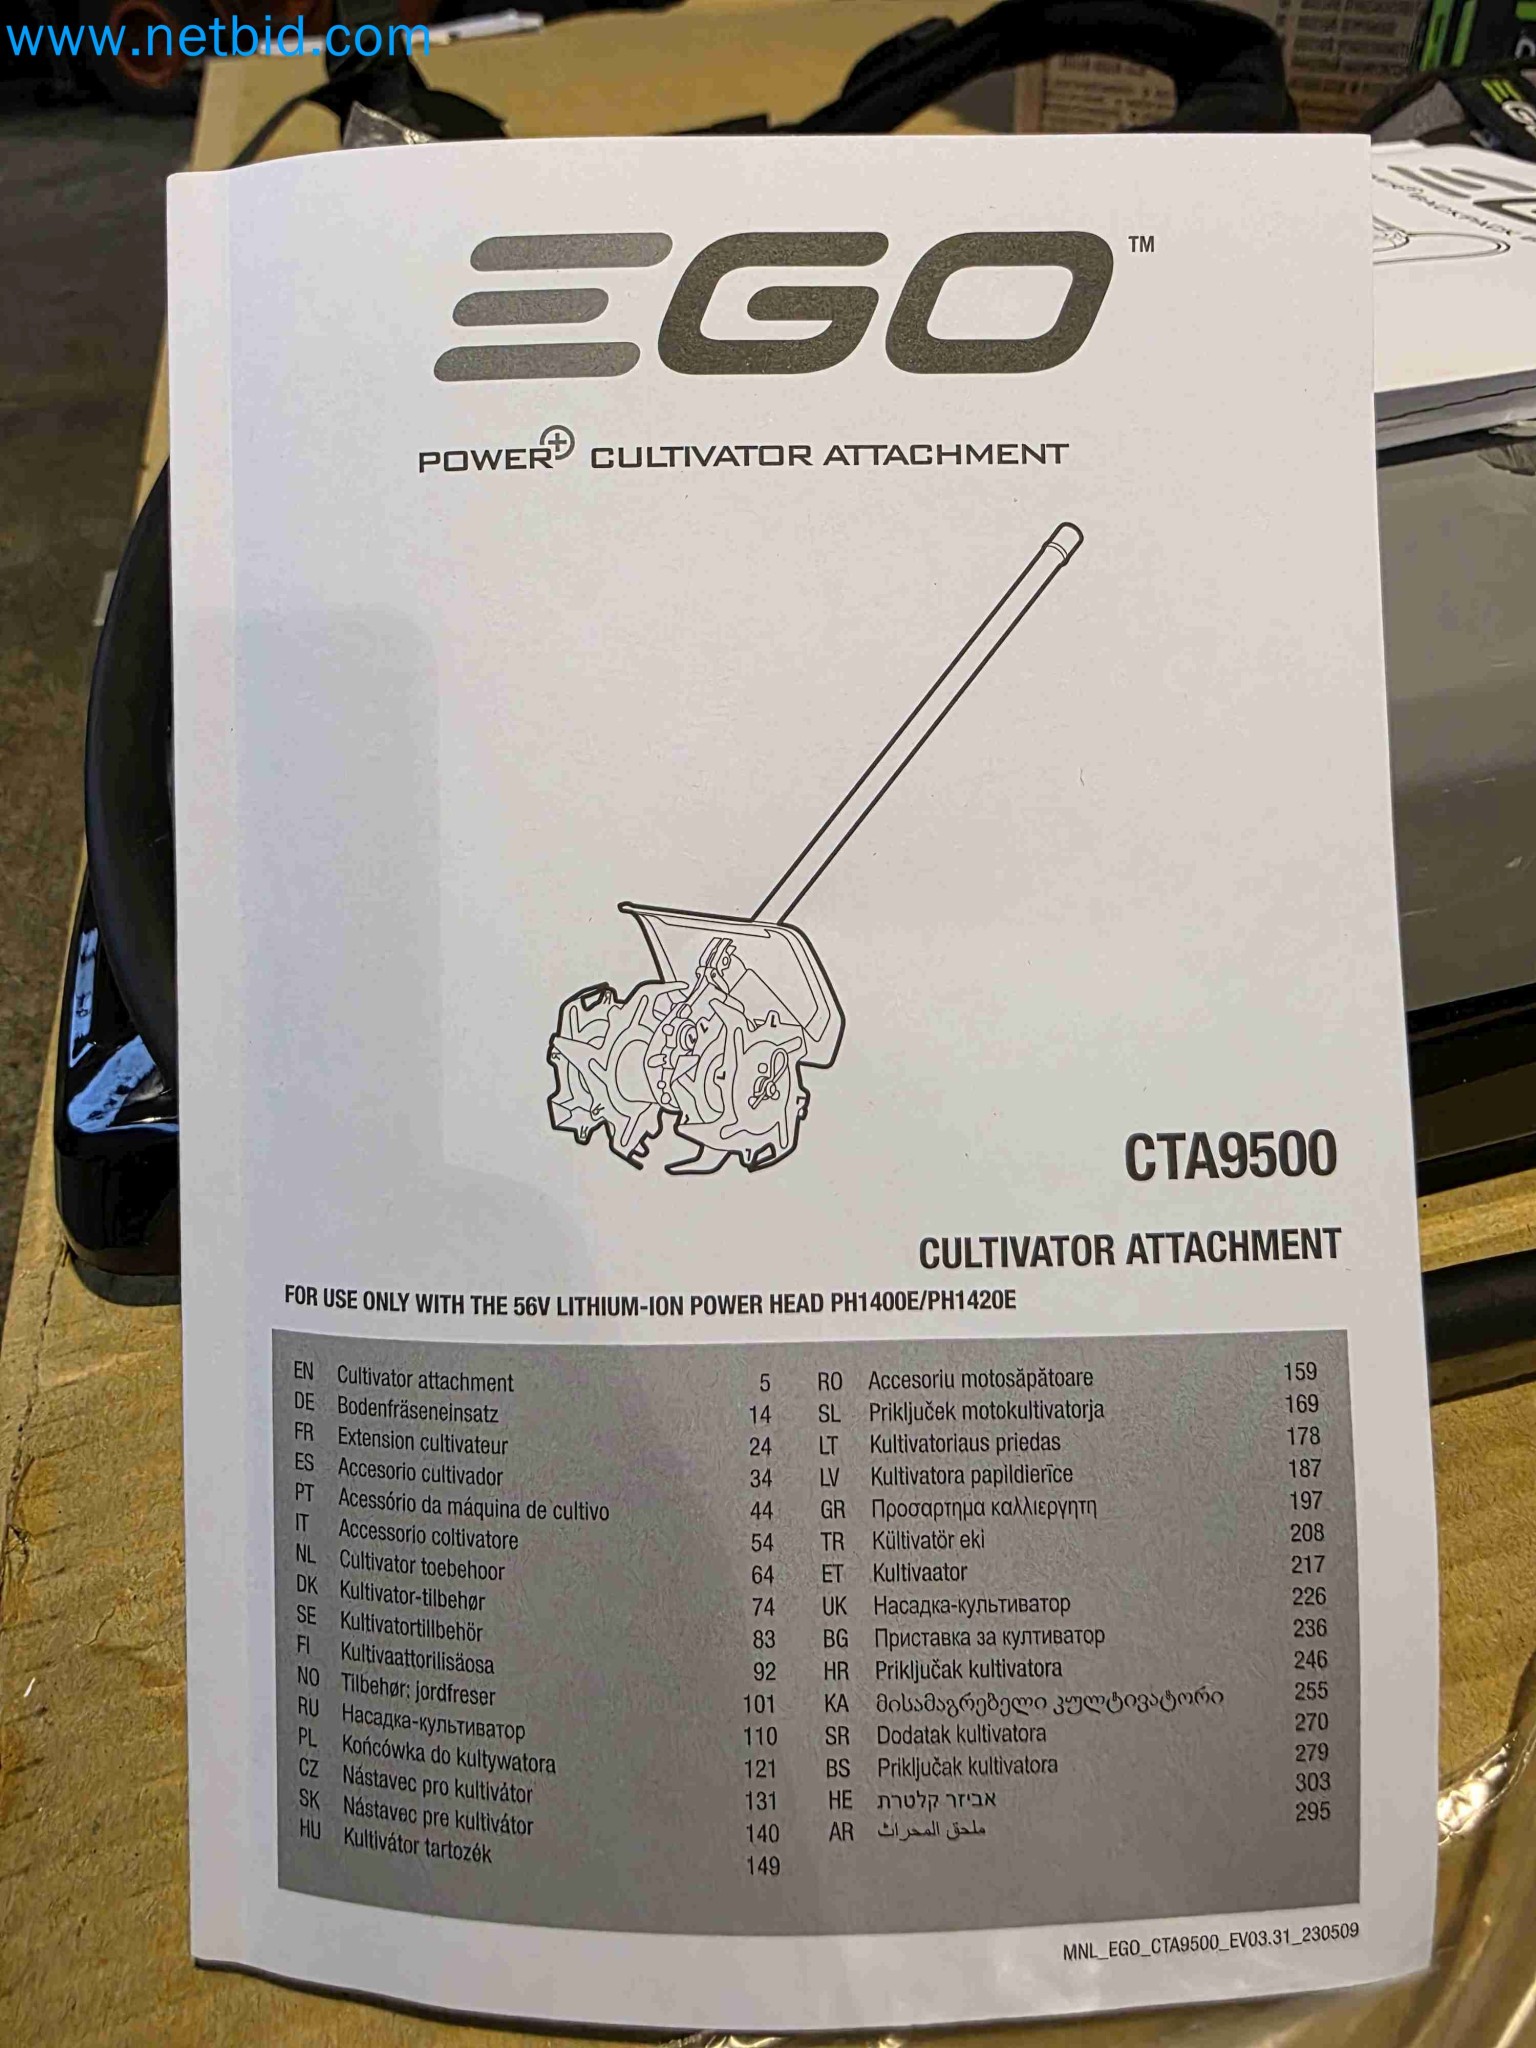 www.netbid.com
EGO™
POWER+ CULTIVATOR ATTACHMENT
CTA9500
CULTIVATOR ATTACHMENT
FOR USE ONLY WITH THE 56V LITHIUM-ION POWER HEAD PH1400E/PH1420E
EN Cultivator attachment 5
DE Bodenfräseneinsatz 14
FR Extension cultivateur 24
ES Accesorio cultivador 34
PT Acessório da máquina de cultivo 44
IT Accessorio coltivatore 54
NL Cultivator toebehoor 64
DK Kultivator-tilbehør 74
SE Kultivatortillbehör 83
FI Kultivaattorilisäosa 92
NO Tilbehør; jordfreser 101
RU Насадка-культиватор 110
PL Końcówka do kultywatora 121
CZ Nástavec pro kultivátor 131
SK Nástavec pre kultivátor 140
HU Kultivátor tartozék 149
RO Accesoriu motosăpătoare 159
SL Priključek motokultivatorja 169
LT Kultivatoriaus priedas 178
LV Kultivatora papildierīce 187
GR Προσαρτημα καλλιεργητη 197
TR Kültivatör eki 208
ET Kultivaator 217
UK Насадка-культиватор 226
BG Приставка за култиватор 236
HR Priključak kultivatora 246
KA მისამაგრებელი კულტივატორი 255
SR Dodatak kultivatora 270
BS Priključak kultivatora 279
HE אביזר קלטרת 303
AR ملحق المحراث 295
MNL_EGO_CTA9500_EV03.31_230509